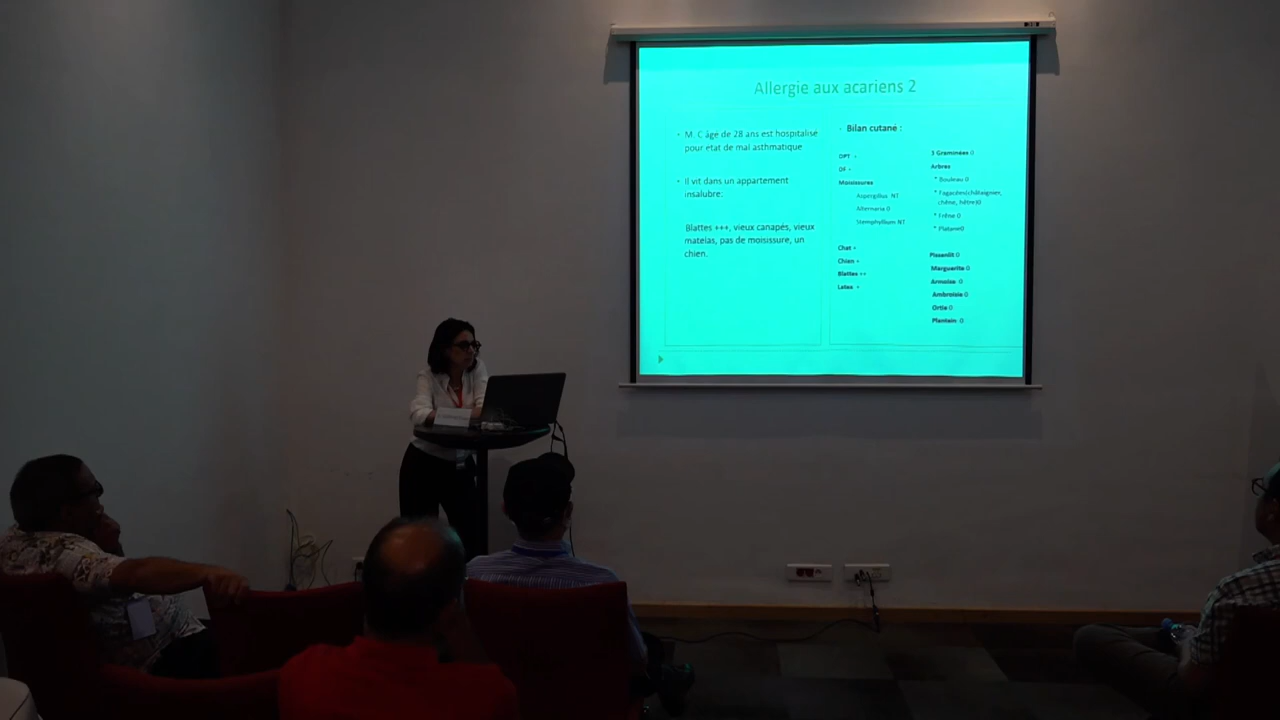 Allergie aux acariens 2
• M. C âgé de 28 ans est hospitalisé
pour état de mal asthmatique
• Il vit dans un appartement
insalubre:
Blattes +++, vieux canapés, vieux
matelas, pas de moisissure, un
chien.
• Bilan cutané :
DPT +
DF +
Moisissures
Aspergillus NT
Alternaria 0
Stemphyllium NT
Chat +
Chien +
Blattes ++
Latex +
3 Graminées 0
Arbres
* Bouleau 0
* Fagacées(châtaignier,
chêne, hêtre)0
* Frêne 0
* Platane0
Pissenlit 0
Marguerite 0
Armoise 0
Ambroisie 0
Ortie 0
Plantain 0